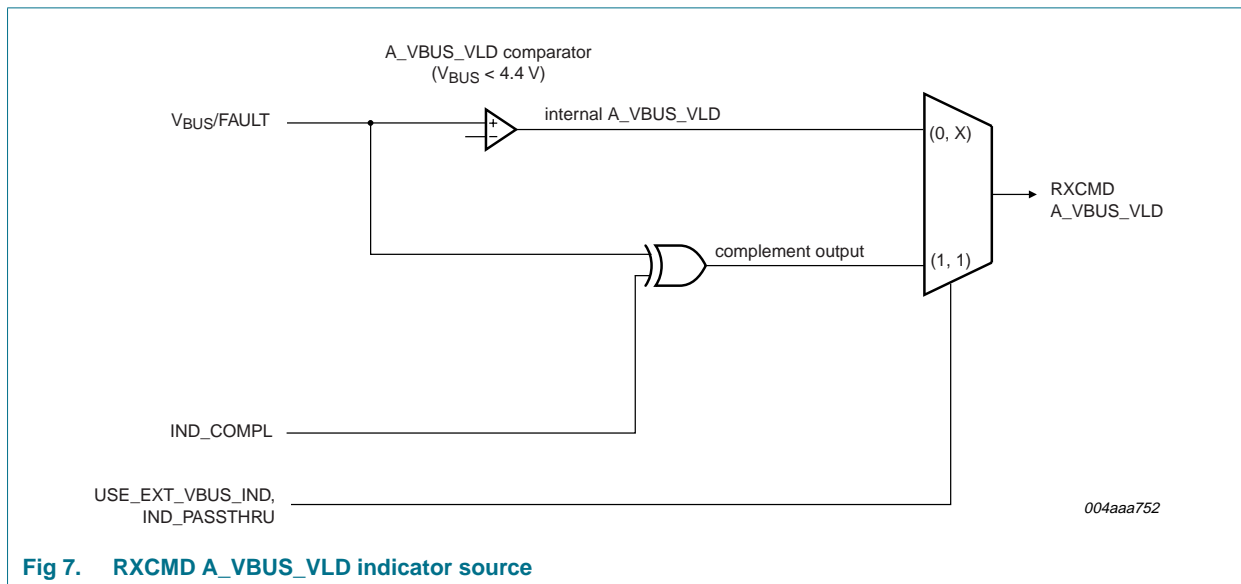 A_VBUS_VLD comparator
(VBUS < 4.4 V)
VBUS/FAULT
internal A_VBUS_VLD
+
−
(0, X)
RXCMD
A_VBUS_VLD
complement output
(1, 1)
IND_COMPL
USE_EXT_VBUS_IND,
IND_PASSTHRU
004aaa752
Fig 7. RXCMD A_VBUS_VLD indicator source